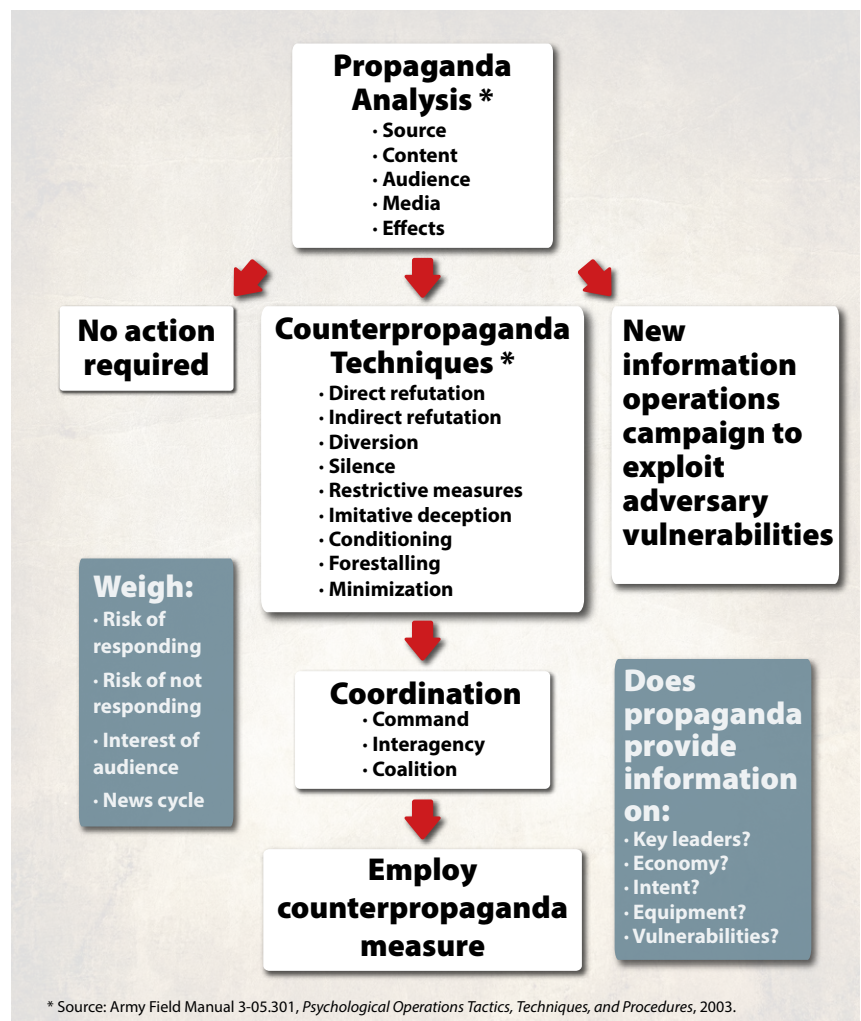 Propaganda
Analysis *
· Source
· Content
· Audience
· Media
· Effects
No action
required
Counterpropaganda
Techniques *
· Direct refutation
· Indirect refutation
· Diversion
· Silence
· Restrictive measures
· Imitative deception
· Conditioning
· Forestalling
· Minimization
New
information
operations
campaign to
exploit
adversary
vulnerabilities
Weigh:
· Risk of
responding
· Risk of not
responding
· Interest of
audience
· News cycle
Coordination
· Command
· Interagency
· Coalition
Does
propaganda
provide
information
on:
· Key leaders?
· Economy?
· Intent?
· Equipment?
· Vulnerabilities?
Employ
counterpropaganda
measure
* Source: Army Field Manual 3-05.301, Psychological Operations Tactics, Techniques, and Procedures, 2003.